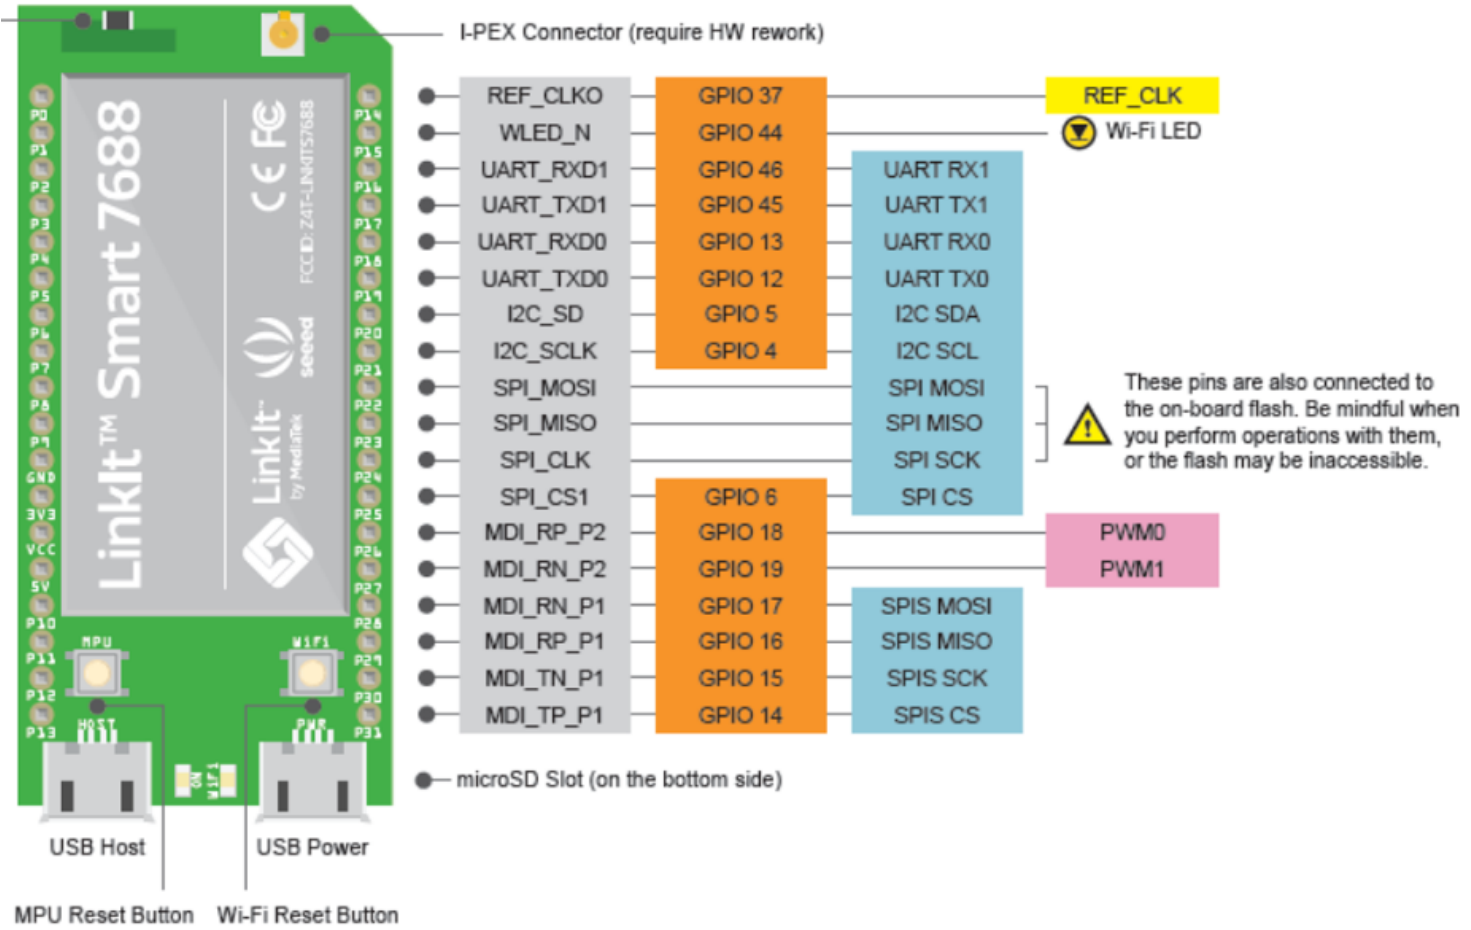 I-PEX Connector (require HW rework)
REF_CLKO GPIO 37 REF_CLK
WLED_N GPIO 44 Wi-Fi LED
UART_RXD1 GPIO 46 UART RX1
UART_TXD1 GPIO 45 UART TX1
UART_RXD0 GPIO 13 UART RX0
UART_TXD0 GPIO 12 UART TX0
I2C_SD GPIO 5 I2C SDA
I2C_SCLK GPIO 4 I2C SCL
SPI_MOSI SPI MOSI
SPI_MISO SPI MISO
SPI_CLK SPI SCK
SPI_CS1 GPIO 6 SPI CS
MDI_RP_P2 GPIO 18 PWM0
MDI_RN_P2 GPIO 19 PWM1
MDI_RN_P1 GPIO 17 SPIS MOSI
MDI_RP_P1 GPIO 16 SPIS MISO
MDI_TN_P1 GPIO 15 SPIS SCK
MDI_TP_P1 GPIO 14 SPIS CS
These pins are also connected to
the on-board flash. Be mindful when
you perform operations with them,
or the flash may be inaccessible.
microSD Slot (on the bottom side)
P0
P1
P2
P3
P4
P5
P6
P7
P8
P9
GND
3V3
VCC
5V
P10
P11
P12
P13
LinkIt™ Smart 7688
CE FC
FCC ID: Z4T-LINKITS7688
seeed
LinkIt™
by MediaTek
P14
P15
P16
P17
P18
P19
P20
P21
P22
P23
P24
P25
P26
P27
P28
P29
P30
P31
MPU
WiFi
HOST
PWR
ON
WiFi
USB Host
USB Power
MPU Reset Button
Wi-Fi Reset Button